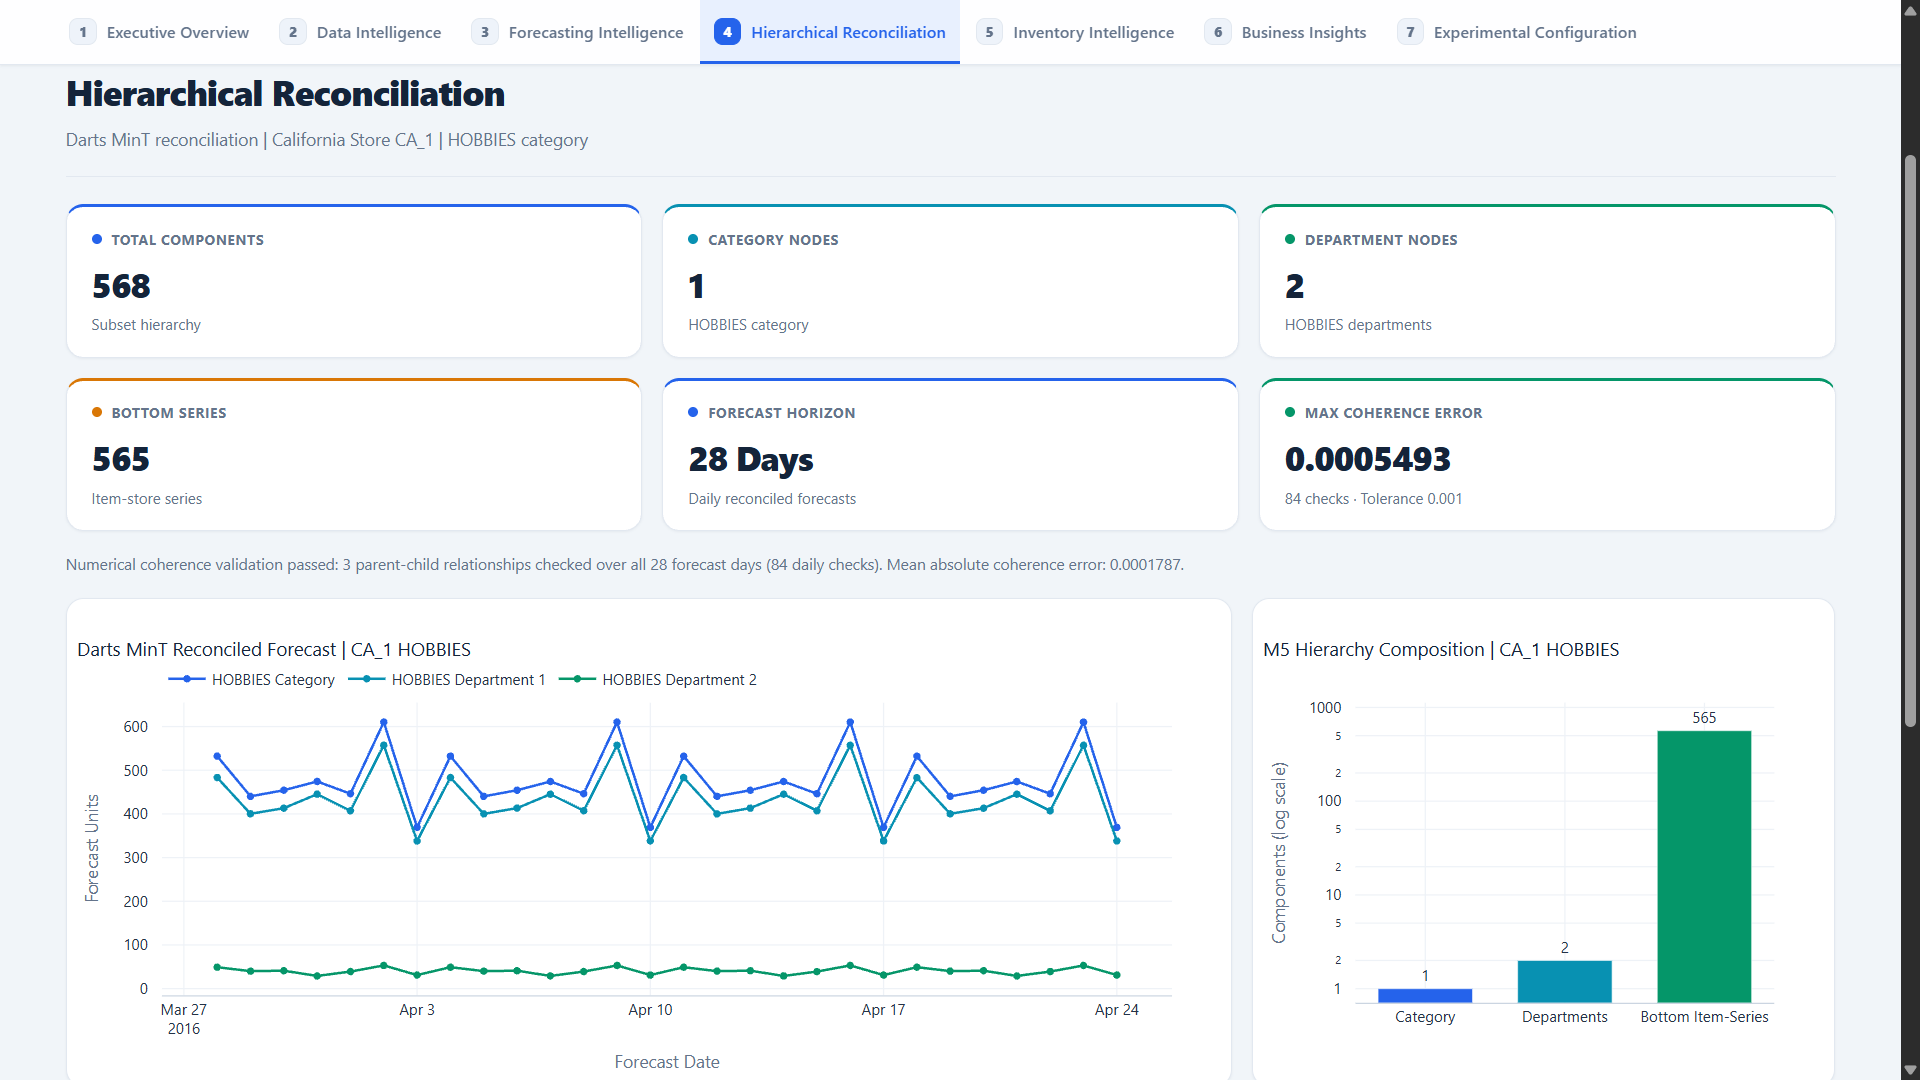 1 Executive Overview
2 Data Intelligence
3 Forecasting Intelligence
4 Hierarchical Reconciliation
5 Inventory Intelligence
6 Business Insights
7 Experimental Configuration
Hierarchical Reconciliation
Darts MinT reconciliation | California Store CA_1 | HOBBIES category
TOTAL COMPONENTS
568
Subset hierarchy
CATEGORY NODES
1
HOBBIES category
DEPARTMENT NODES
2
HOBBIES departments
BOTTOM SERIES
565
Item-store series
FORECAST HORIZON
28 Days
Daily reconciled forecasts
MAX COHERENCE ERROR
0.0005493
84 checks · Tolerance 0.001
Numerical coherence validation passed: 3 parent-child relationships checked over all 28 forecast days (84 daily checks). Mean absolute coherence error: 0.0001787.
Darts MinT Reconciled Forecast | CA_1 HOBBIES
HOBBIES Category
HOBBIES Department 1
HOBBIES Department 2
600
500
400
300
200
100
0
Forecast Units
Mar 27
2016
Apr 3
Apr 10
Apr 17
Apr 24
Forecast Date
M5 Hierarchy Composition | CA_1 HOBBIES
1000
5
2
100
5
2
10
5
2
1
Components (log scale)
1
2
565
Category
Departments
Bottom Item-Series